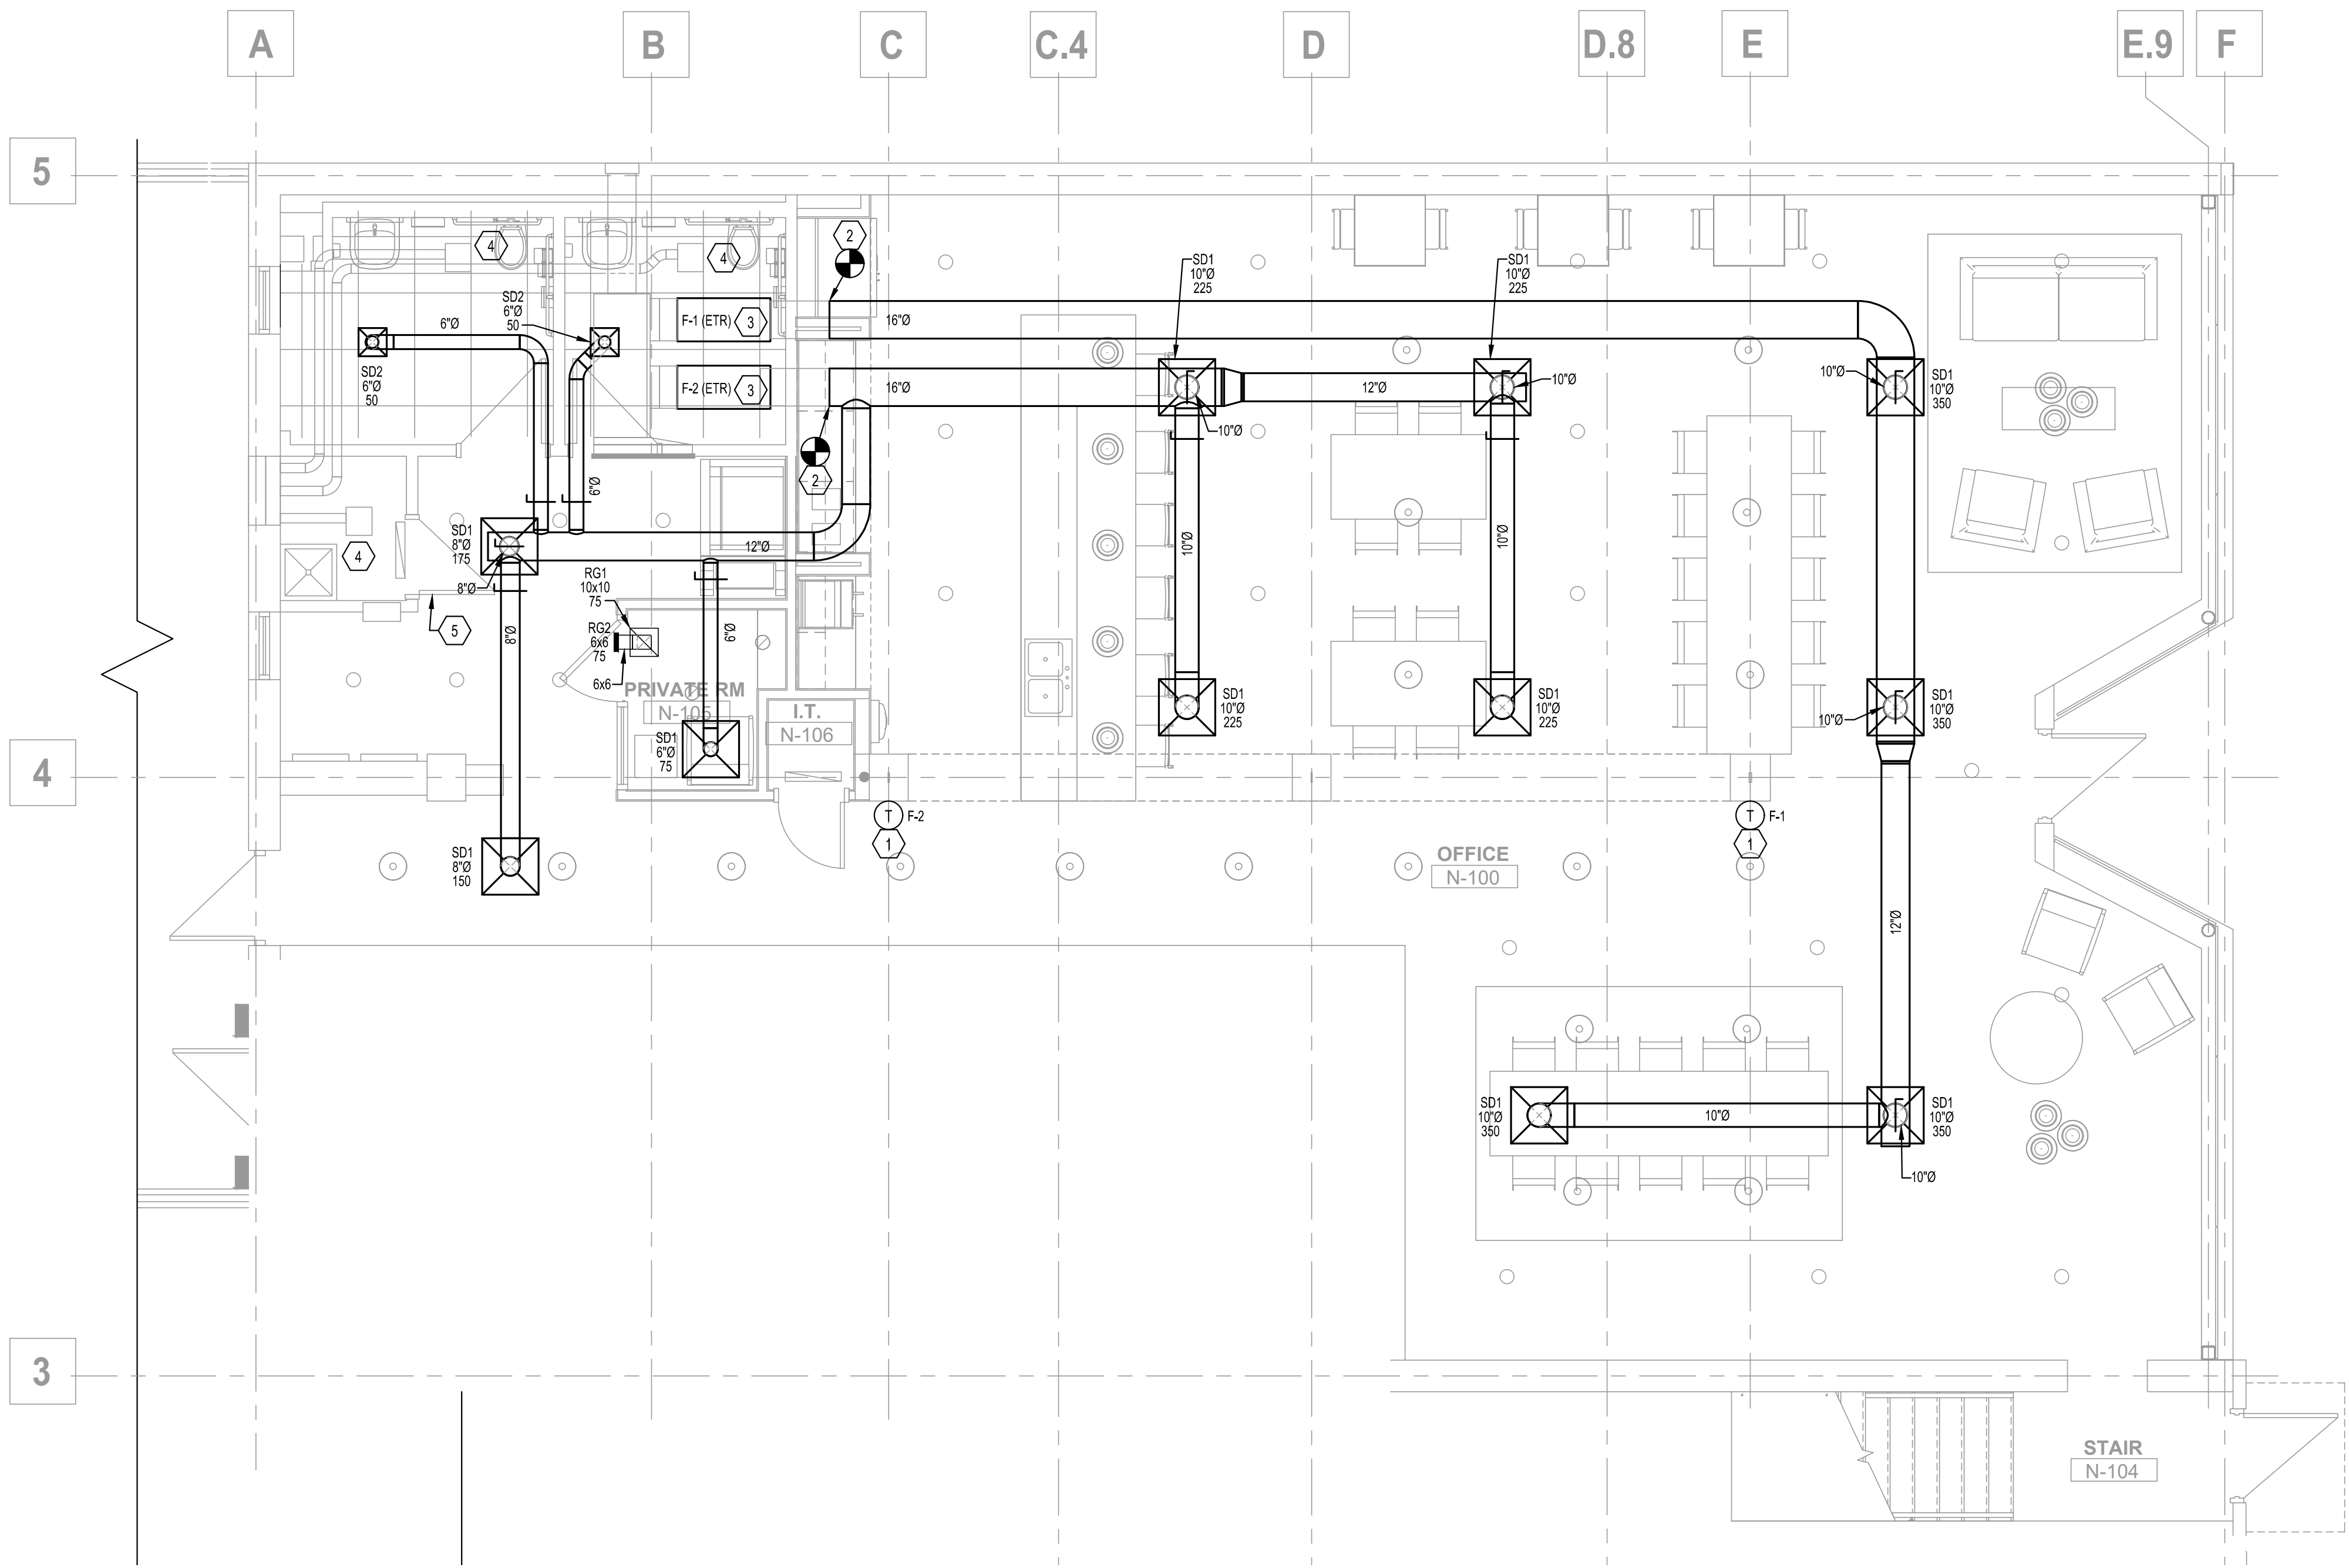 A
B
C
C.4
D
D.8
E
E.9
F
5
4
4
2
SD1
10"Ø
225
SD1
10"Ø
225
SD2
6"Ø
50
6"Ø
F-1 (ETR)
3
16"Ø
SD2
6"Ø
50
F-2 (ETR)
3
16"Ø
12"Ø
10"Ø
10"Ø
10"Ø
SD1
10"Ø
350
2
6"Ø
SD1
8"Ø
175
12"Ø
10"Ø
10"Ø
4
8"Ø
RG1
10x10
75
5
8"Ø
RG2
6x6
75
6"Ø
6x6
PRIVATE RM
N-105
I.T.
N-106
SD1
6"Ø
75
SD1
10"Ø
225
SD1
10"Ø
225
10"Ø
SD1
10"Ø
350
4
T
F-2
1
T
F-1
1
SD1
8"Ø
150
OFFICE
N-100
12"Ø
SD1
10"Ø
350
10"Ø
SD1
10"Ø
350
10"Ø
3
STAIR
N-104